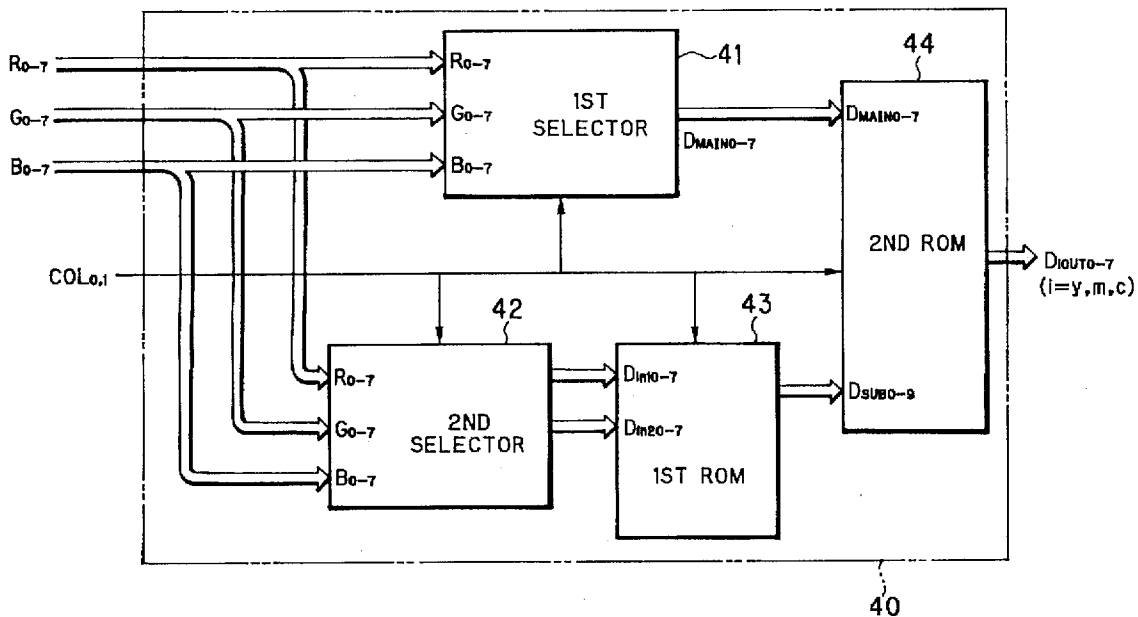 R0-7
G0-7
B0-7
COL0,1
R0-7
G0-7
B0-7
1ST
SELECTOR
41
DMAIN0-7
44
DMAIN0-7
2ND ROM
DSUB0-9
DiOUT0-7
(i=y,m,c)
42
R0-7
G0-7
B0-7
2ND
SELECTOR
43
Din10-7
Din20-7
1ST ROM
40